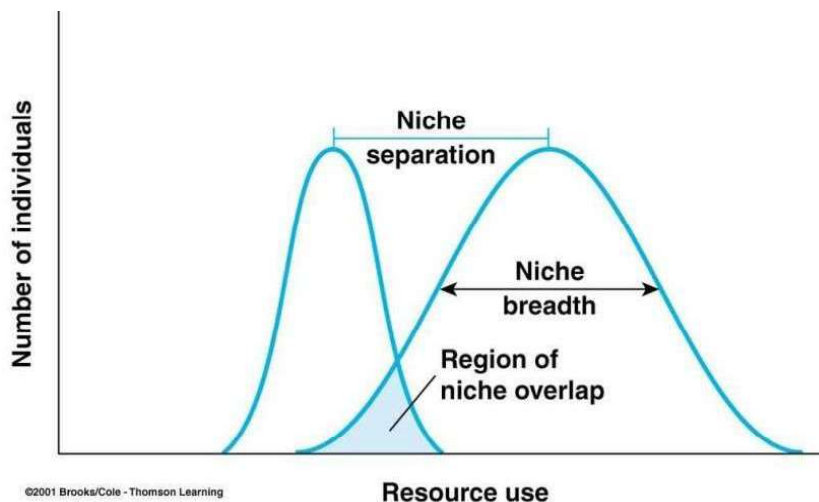 Niche
separation
Number of individuals
Niche
breadth
Region of
niche overlap
©2001 Brooks/Cole - Thomson Learning
Resource use